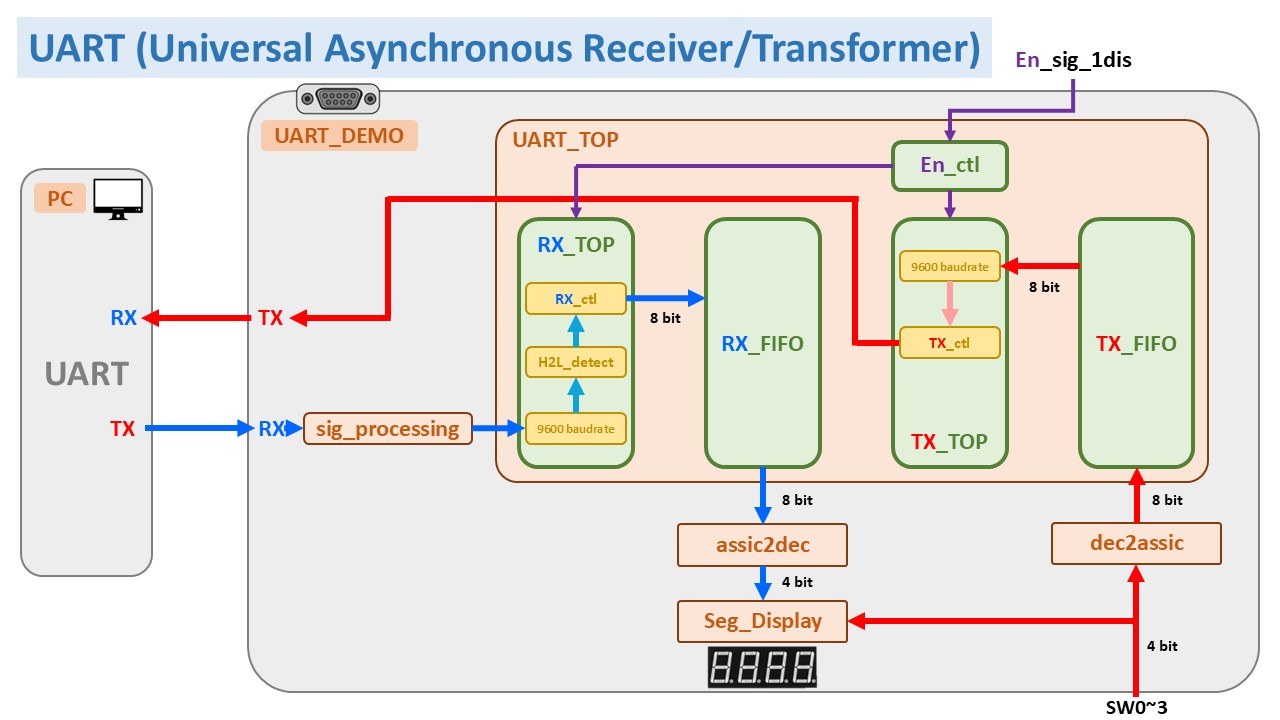 UART (Universal Asynchronous Receiver/Transformer)
En_sig_1dis
UART_DEMO
UART_TOP
En_ctl
PC
RX_TOP
RX_ctl
H2L_detect
9600 baudrate
8 bit
RX_FIFO
9600 baudrate
TX_ctl
TX_TOP
8 bit
TX_FIFO
RX
TX
UART
TX
RX
sig_processing
8 bit
8 bit
assic2dec
dec2assic
4 bit
Seg_Display
4 bit
SW0~3